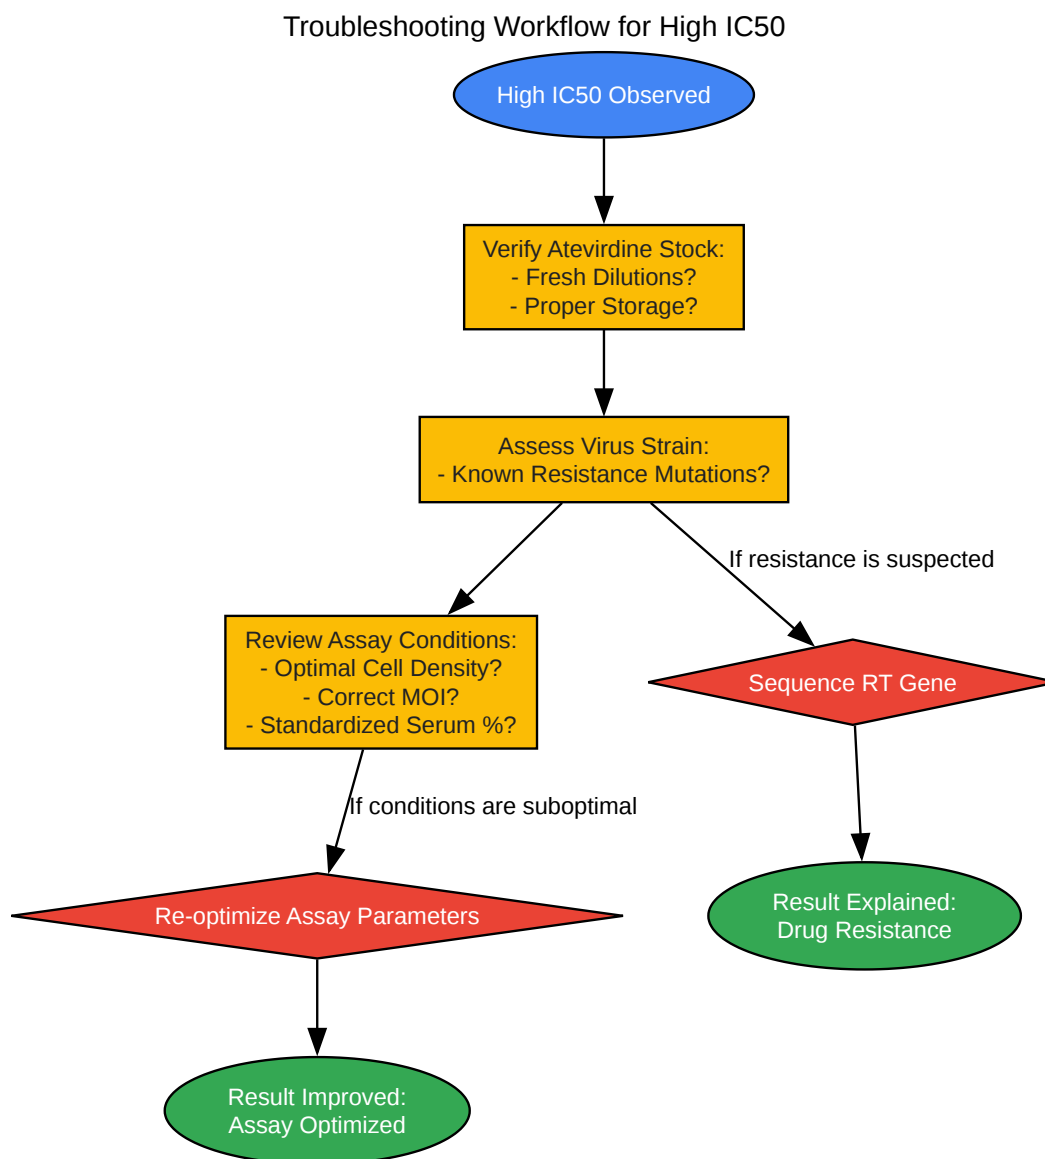 Troubleshooting Workflow for High IC50
High IC50 Observed
Verify Atevirdine Stock:
- Fresh Dilutions?
- Proper Storage?
Assess Virus Strain:
- Known Resistance Mutations?
If resistance is suspected
Review Assay Conditions:
- Optimal Cell Density?
- Correct MOI?
- Standardized Serum %?
Sequence RT Gene
If conditions are suboptimal
Re-optimize Assay Parameters
Result Explained:
Drug Resistance
Result Improved:
Assay Optimized